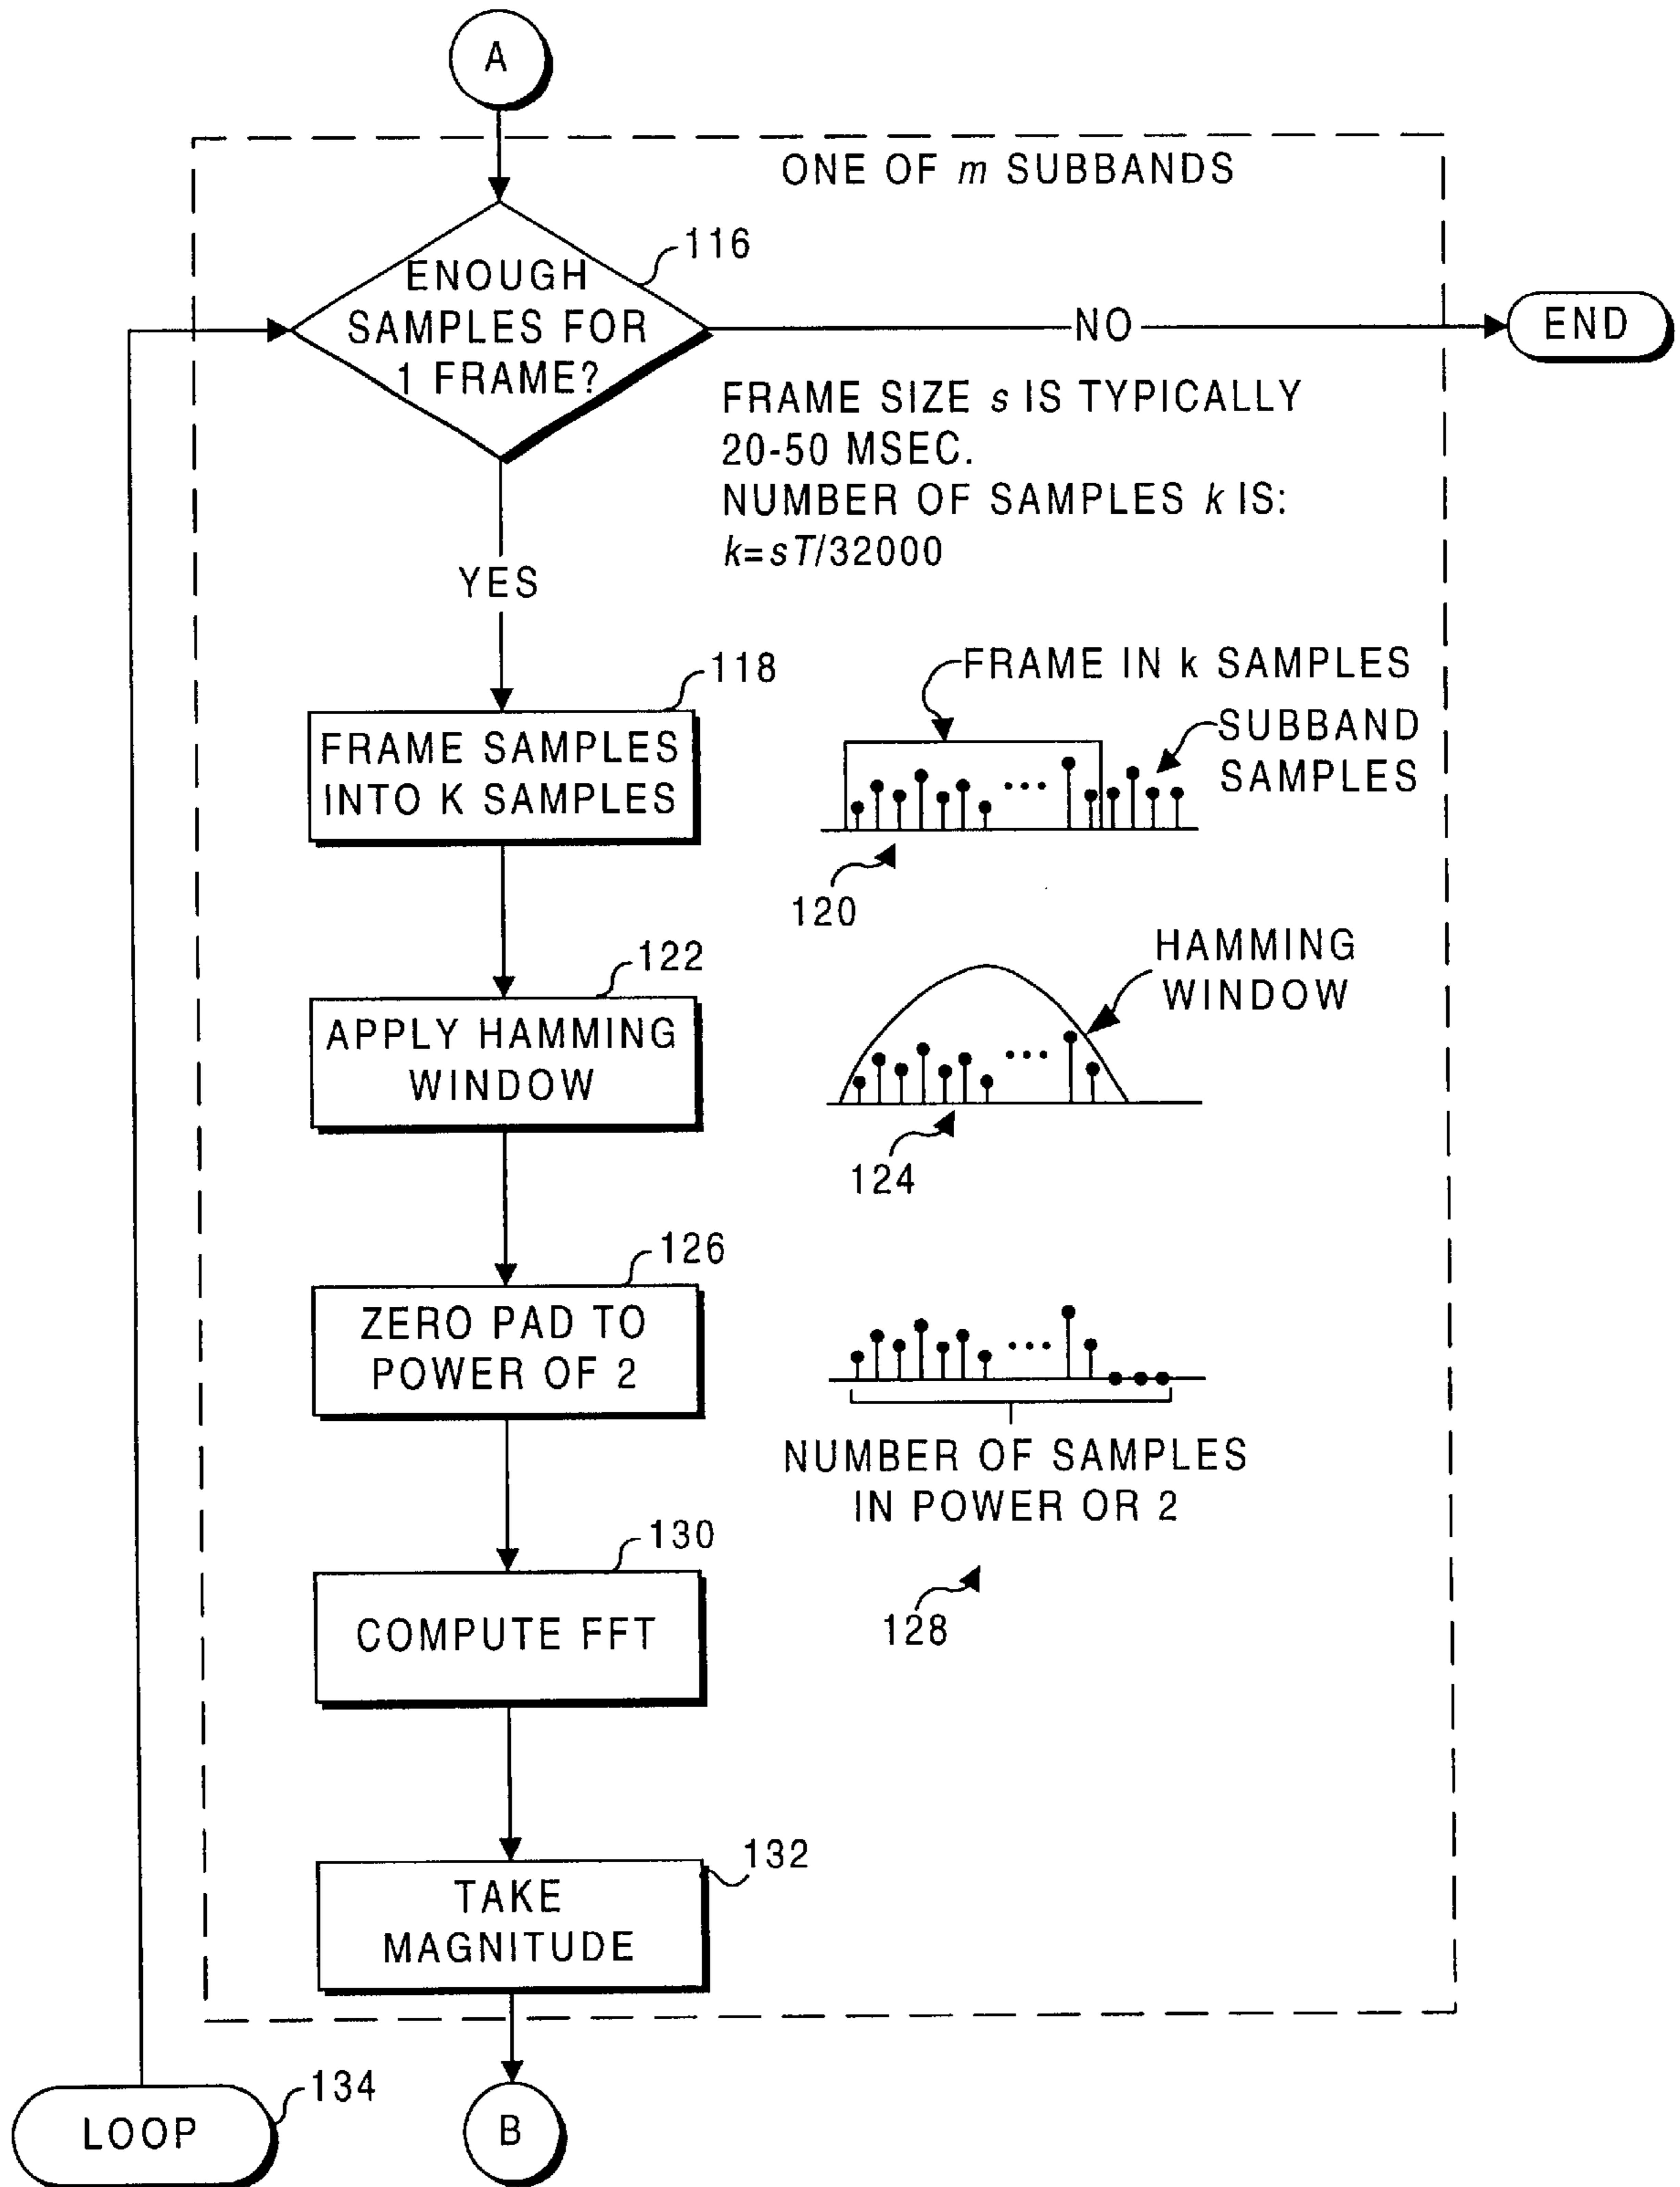 A
ONE OF m SUBBANDS
116
ENOUGH
SAMPLES FOR
1 FRAME?
NO
END
FRAME SIZE s IS TYPICALLY
20-50 MSEC.
NUMBER OF SAMPLES k IS:
k=sT/32000
YES
118
FRAME SAMPLES
INTO K SAMPLES
FRAME IN k SAMPLES
SUBBAND
SAMPLES
120
122
APPLY HAMMING
WINDOW
HAMMING
WINDOW
124
126
ZERO PAD TO
POWER OF 2
NUMBER OF SAMPLES
IN POWER OR 2
128
130
COMPUTE FFT
132
TAKE
MAGNITUDE
134
LOOP
B